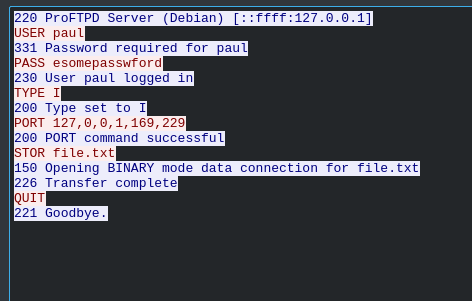 220 ProFTPD Server (Debian) [::ffff:127.0.0.1]
USER paul
331 Password required for paul
PASS esomepasswford
230 User paul logged in
TYPE I
200 Type set to I
PORT 127,0,0,1,169,229
200 PORT command successful
STOR file.txt
150 Opening BINARY mode data connection for file.txt
226 Transfer complete
QUIT
221 Goodbye.